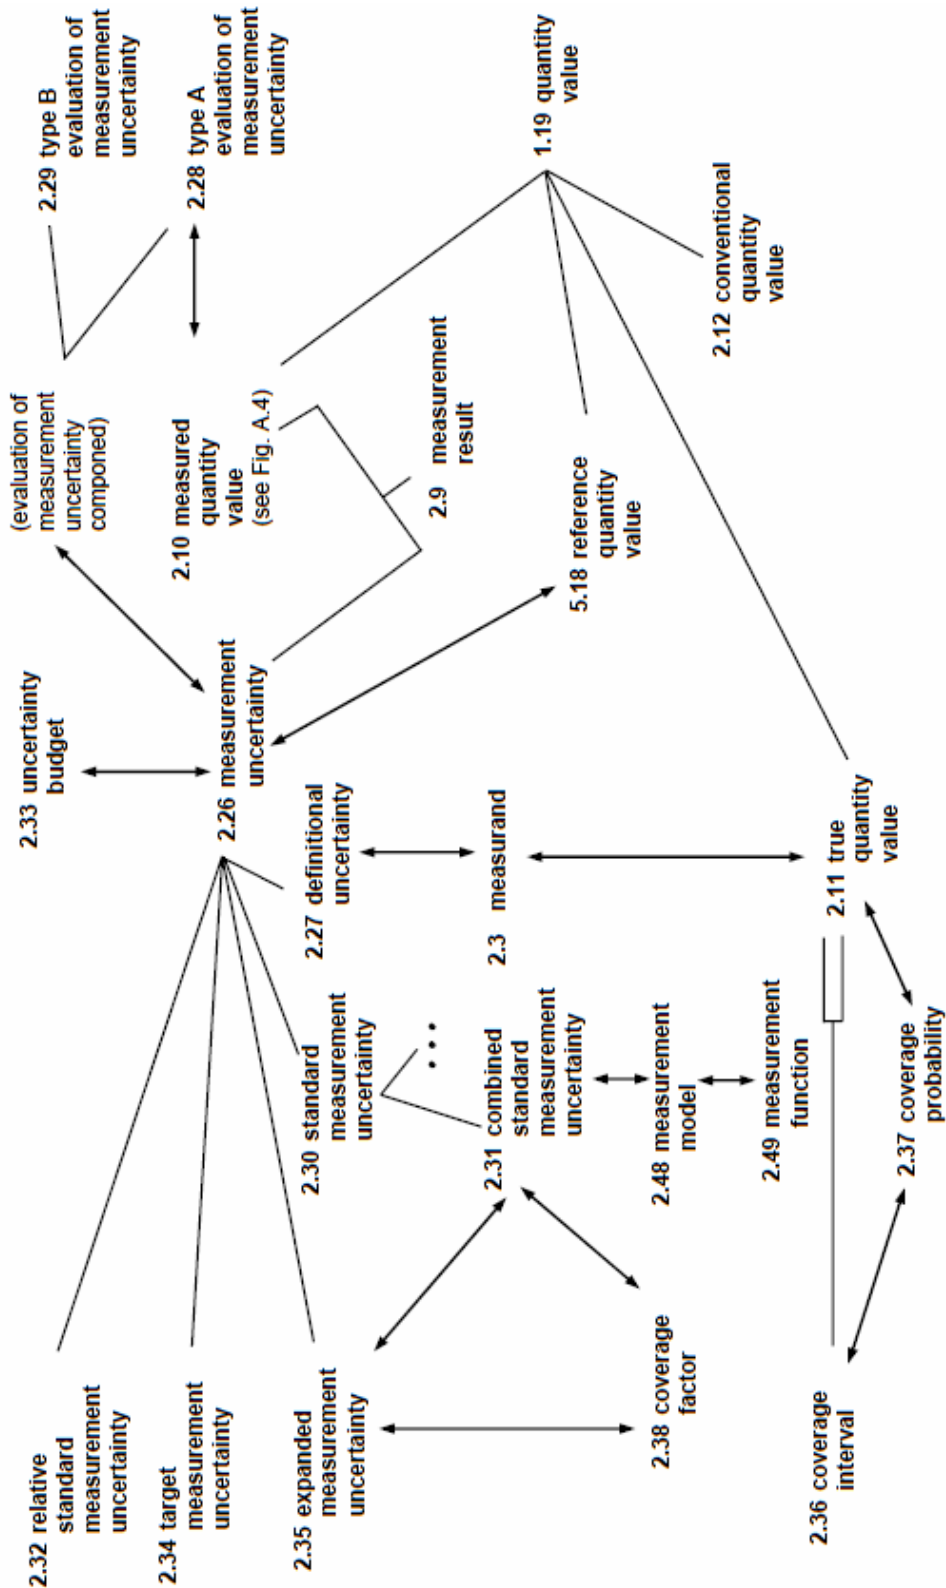 2.29 type B
evaluation of
measurement
uncertainty
2.28 type A
evaluation of
measurement
uncertainty
1.19 quantity
value
(evaluation of
measurement
uncertainty
componed)
2.10 measured
quantity
value
(see Fig. A.4)
2.9 measurement
result
2.12 conventional
quantity
value
5.18 reference
quantity
value
2.33 uncertainty
budget
2.26 measurement
uncertainty
2.27 definitional
uncertainty
2.3 measurand
2.11 true
quantity
value
2.30 standard
measurement
uncertainty
• • •
2.31 combined
standard
measurement
uncertainty
2.48 measurement
model
2.49 measurement
function
2.37 coverage
probability
2.32 relative
standard
measurement
uncertainty
2.34 target
measurement
uncertainty
2.35 expanded
measurement
uncertainty
2.38 coverage
factor
2.36 coverage
interval